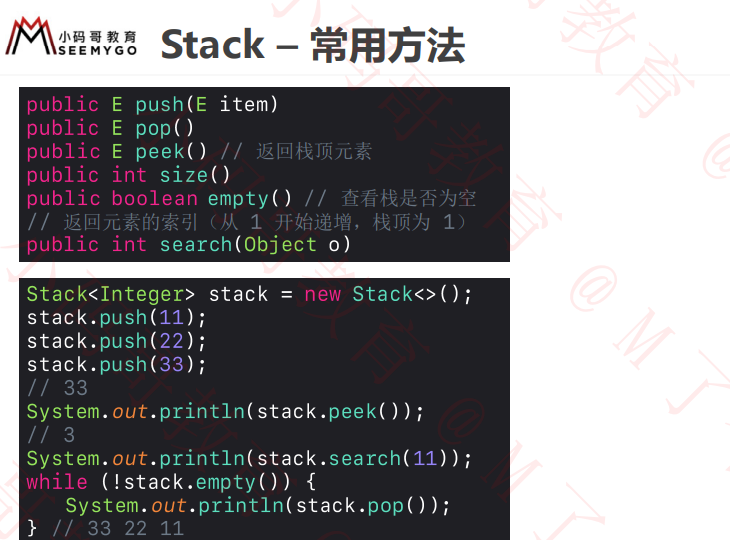 小码哥教育
SEEMYGO
Stack – 常用方法
public E push(E item)
public E pop()
public E peek() // 返回栈顶元素
public int size()
public boolean empty() // 查看栈是否为空
// 返回元素的索引（从 1 开始递增，栈顶为 1）
public int search(Object o)
Stack<Integer> stack = new Stack<>();
stack.push(11);
stack.push(22);
stack.push(33);
// 33
System.out.println(stack.peek());
// 3
System.out.println(stack.search(11));
while (!stack.empty()) {
    System.out.println(stack.pop());
} // 33 22 11